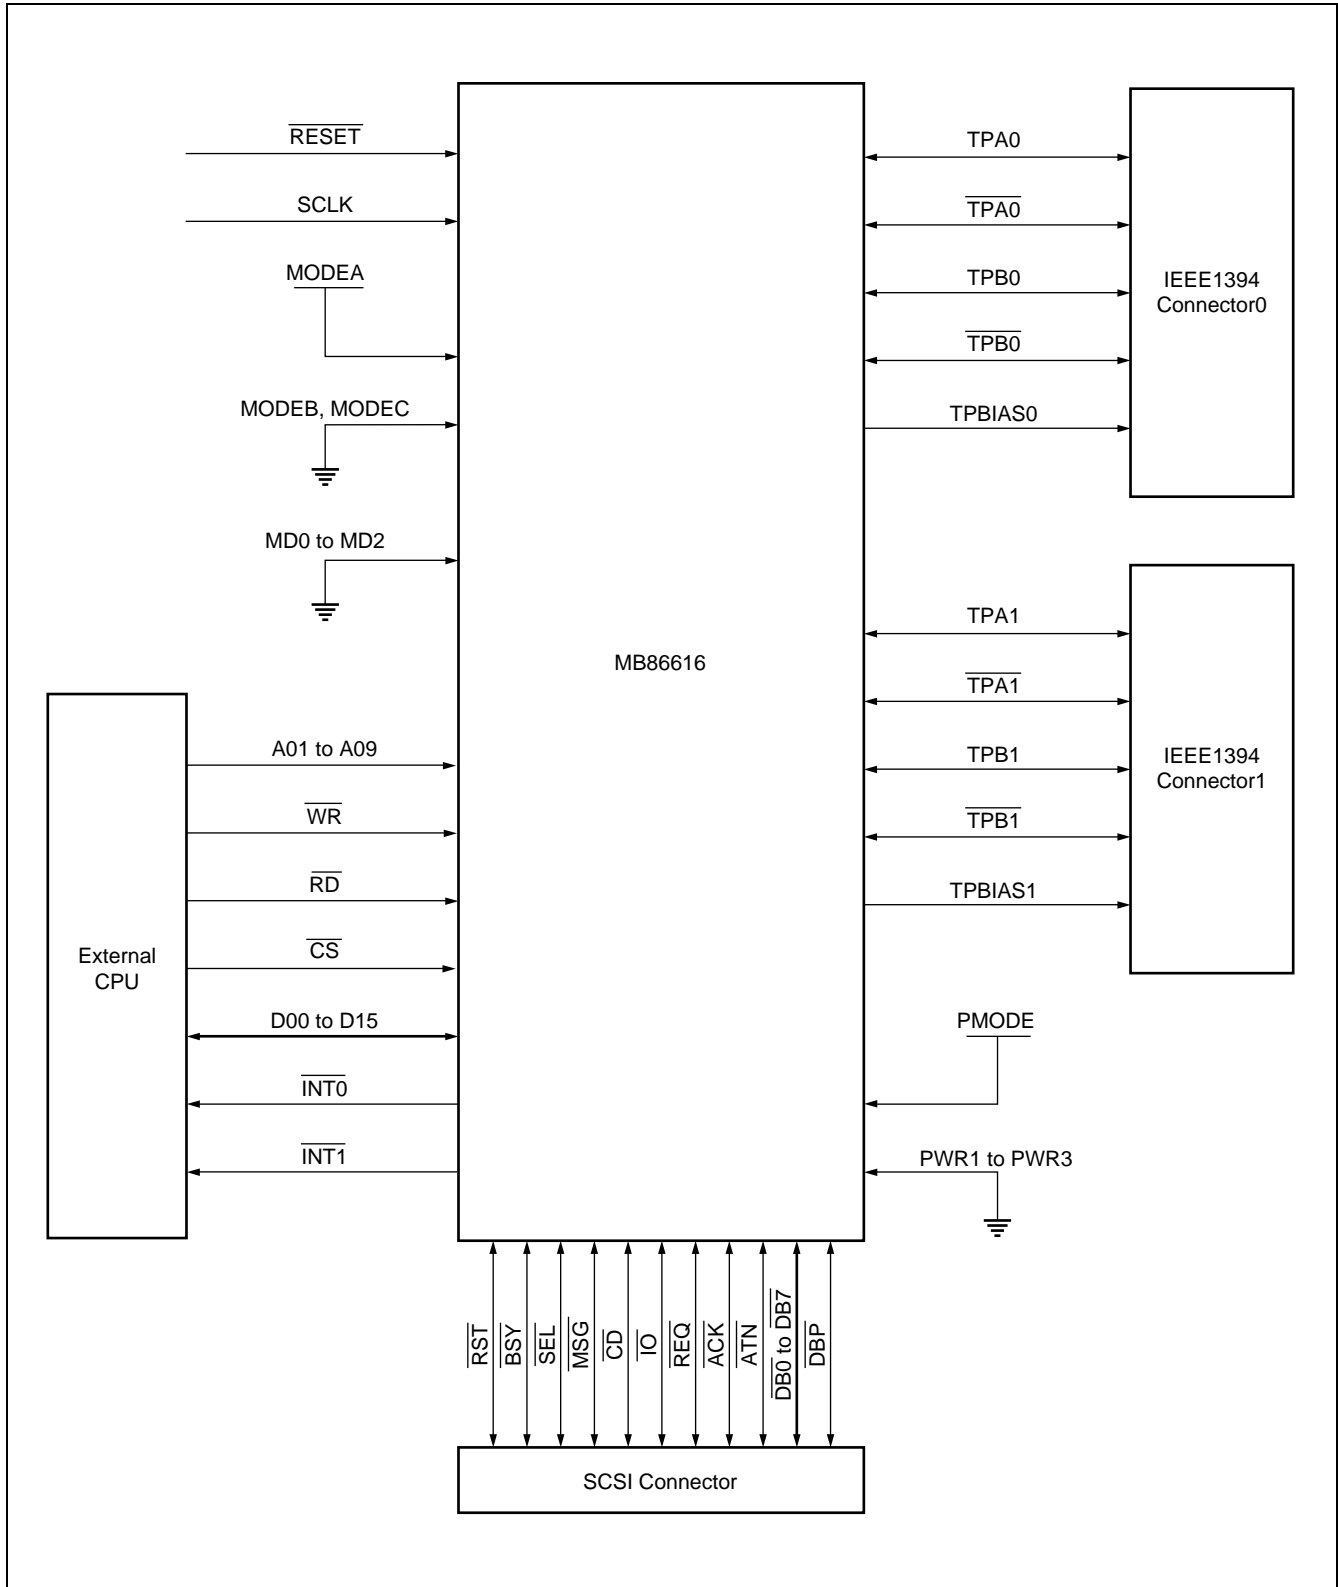 RESET
SCLK
MODEA
MODEB, MODEC
MD0 to MD2
External
CPU
A01 to A09
WR
RD
CS
D00 to D15
INT0
INT1
MB86616
TPA0
TPA0
TPB0
TPB0
TPBIAS0
IEEE1394
Connector0
TPA1
TPA1
TPB1
TPB1
TPBIAS1
IEEE1394
Connector1
PMODE
PWR1 to PWR3
RST
BSY
SEL
MSG
CD
IO
REQ
ACK
ATN
DB0 to DB7
DBP
SCSI Connector